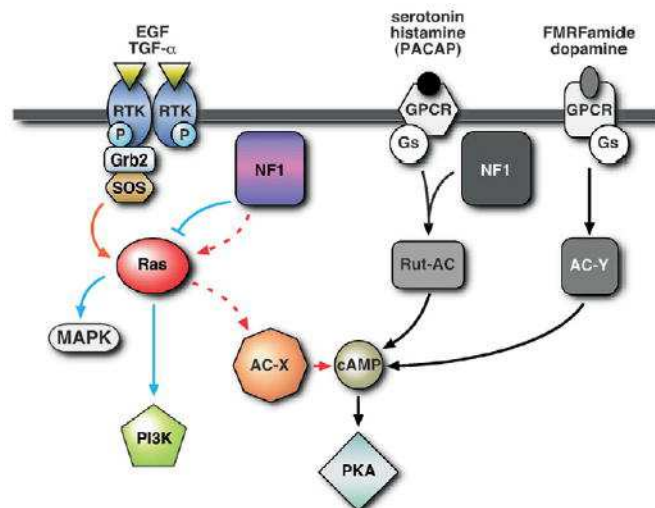 EGF
TGF-α
serotonin
histamine
(PACAP)
FMRFamide
dopamine
RTK
RTK
GPCR
GPCR
P
P
Gs
Gs
Grb2
SOS
NF1
NF1
Ras
Rut-AC
AC-Y
MAPK
AC-X
cAMP
PI3K
PKA